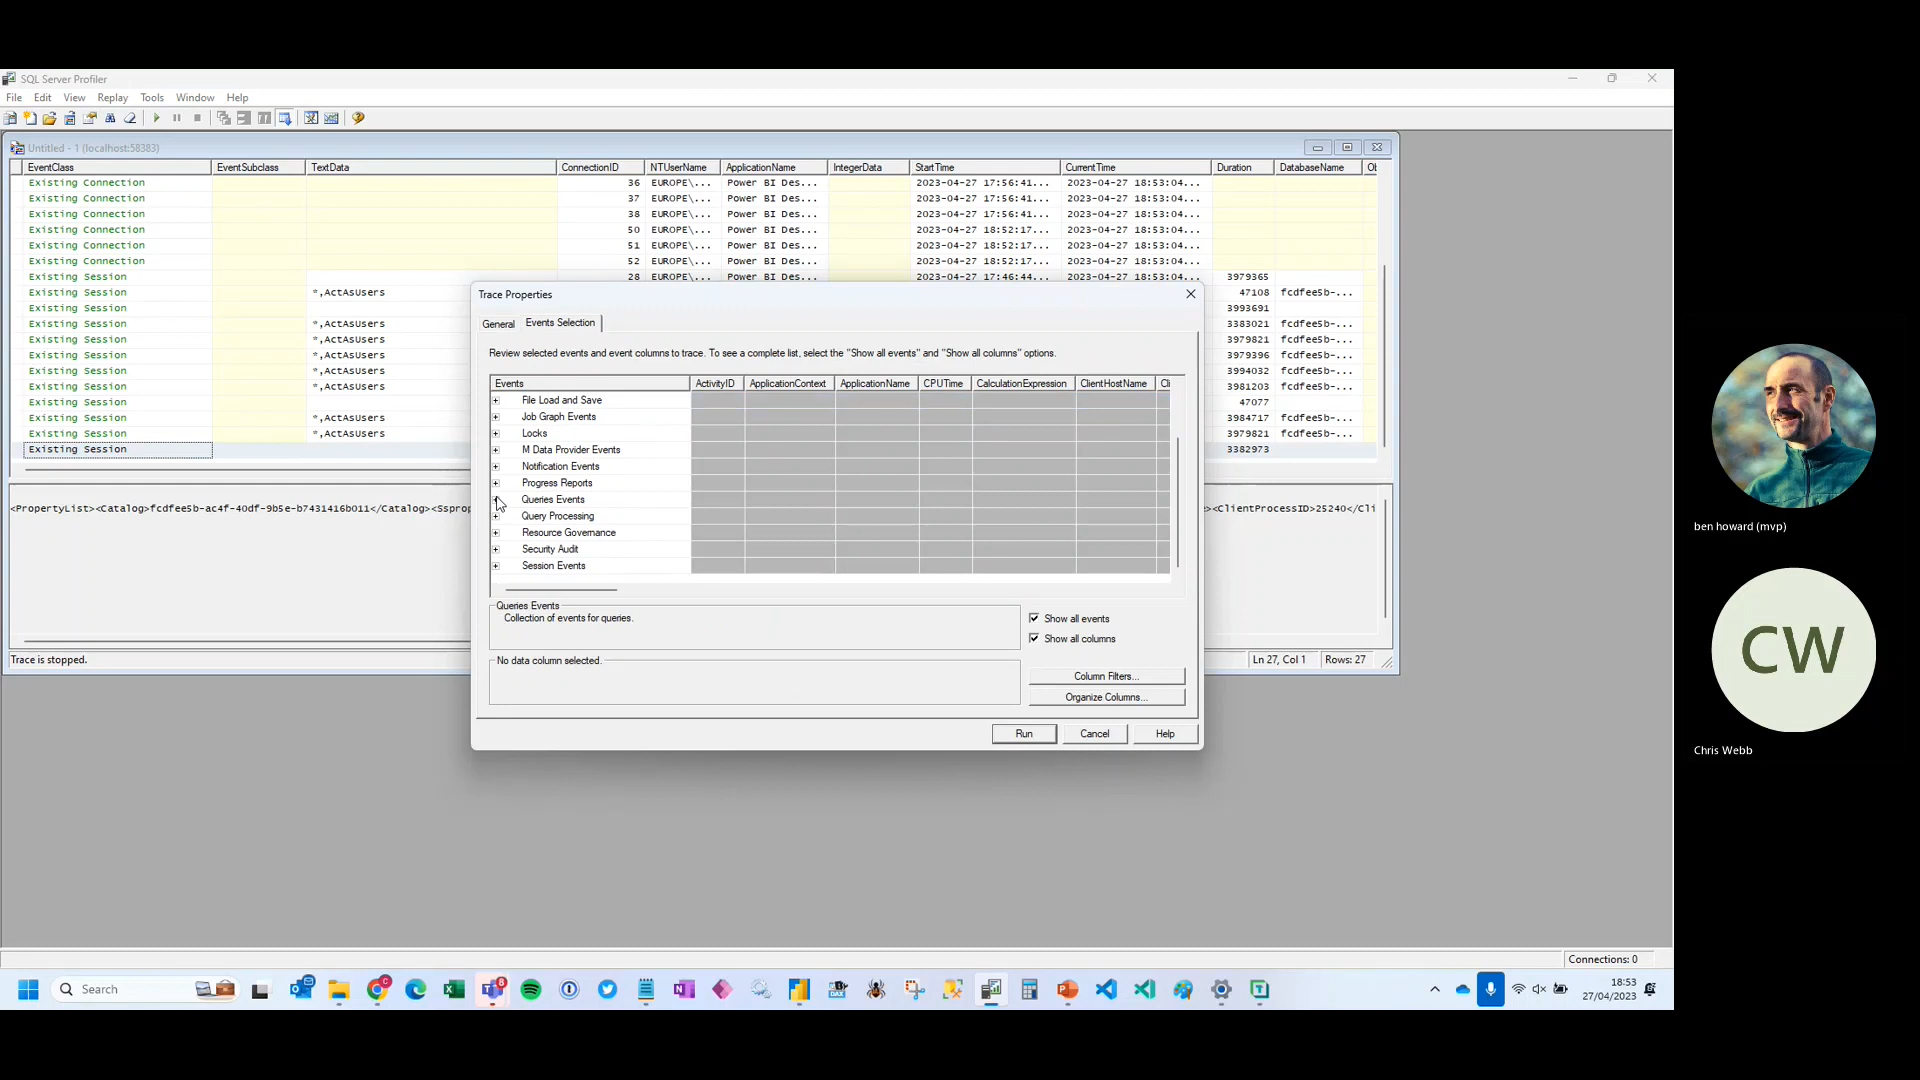 SQL Server Profiler
File Edit View Replay Tools Window Help
Untitled - 1 (localhost:58383)
EventClass EventSubclass TextData ConnectionID NTUserName ApplicationName IntegerData StartTime CurrentTime Duration DatabaseName
Existing Connection 36 EUROPE\... Power BI Des... 2023-04-27 17:56:41... 2023-04-27 18:53:04...
Existing Connection 37 EUROPE\... Power BI Des... 2023-04-27 17:56:41... 2023-04-27 18:53:04...
Existing Connection 38 EUROPE\... Power BI Des... 2023-04-27 17:56:41... 2023-04-27 18:53:04...
Existing Connection 50 EUROPE\... Power BI Des... 2023-04-27 18:52:17... 2023-04-27 18:53:04...
Existing Connection 51 EUROPE\... Power BI Des... 2023-04-27 18:52:17... 2023-04-27 18:53:04...
Existing Connection 52 EUROPE\... Power BI Des... 2023-04-27 18:52:17... 2023-04-27 18:53:04...
Existing Session 28 EUROPE\... Power BI Des... 2023-04-27 17:46:44... 2023-04-27 18:53:04... 3979365
Existing Session *,ActAsUsers 47108 fcdfee5b-...
Existing Session 3993691
Existing Session *,ActAsUsers 3383021 fcdfee5b-...
Existing Session *,ActAsUsers 3979821 fcdfee5b-...
Existing Session *,ActAsUsers 3979396 fcdfee5b-...
Existing Session *,ActAsUsers 3994032 fcdfee5b-...
Existing Session *,ActAsUsers 3981203 fcdfee5b-...
Existing Session 47077
Existing Session *,ActAsUsers 3984717 fcdfee5b-...
Existing Session *,ActAsUsers 3979821 fcdfee5b-...
Existing Session 3382973
<PropertyList><Catalog>fcdfee5b-ac4f-40df-9b5e-b7431416b011</Catalog><Ssprop
><ClientProcessID>25240</Cli
Trace is stopped.
Ln 27, Col 1 Rows: 27
Trace Properties
General Events Selection
Review selected events and event columns to trace. To see a complete list, select the "Show all events" and "Show all columns" options.
Events ActivityID ApplicationContext ApplicationName CPUTime CalculationExpression ClientHostName Cli
File Load and Save
Job Graph Events
Locks
M Data Provider Events
Notification Events
Progress Reports
Queries Events
Query Processing
Resource Governance
Security Audit
Session Events
Queries Events
Collection of events for queries.
No data column selected.
Show all events
Show all columns
Column Filters...
Organize Columns...
Run Cancel Help
Connections: 0
Search
18:53
27/04/2023
ben howard (mvp)
CW
Chris Webb